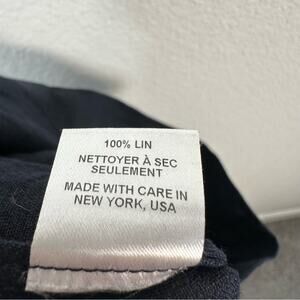 100% LIN
NETTOYER À SEC
SEULEMENT
MADE WITH CARE IN
NEW YORK, USA